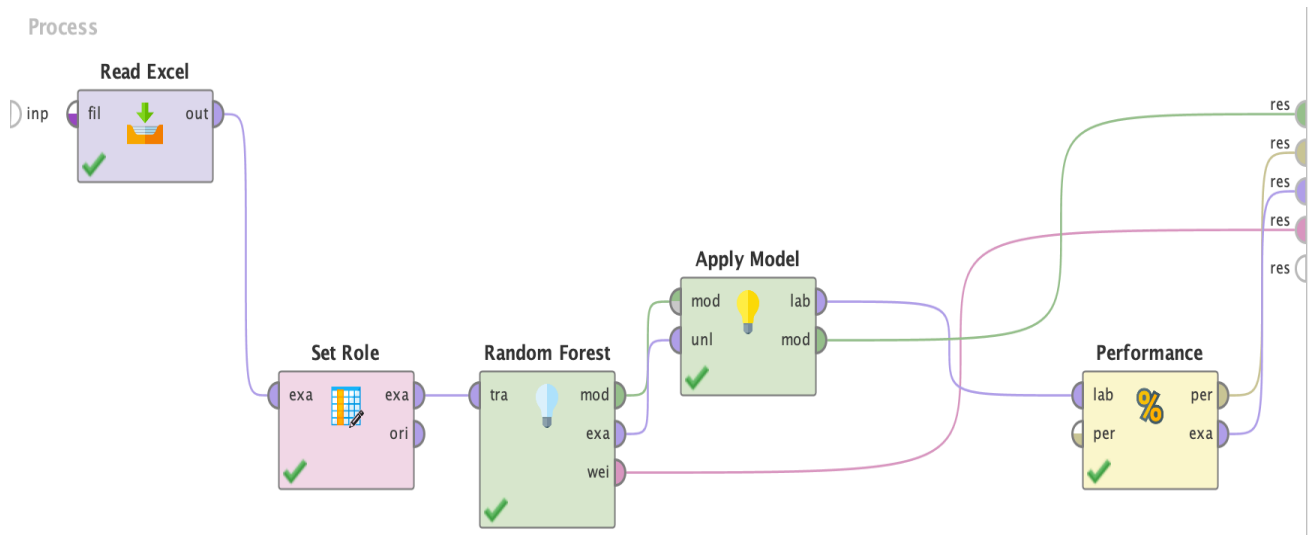 Process
Read Excel
inp
fil
out
res
res
res
res
res
Apply Model
mod
lab
unl
mod
Set Role
exa
exa
ori
Random Forest
tra
mod
exa
wei
Performance
%
lab
per
per
exa